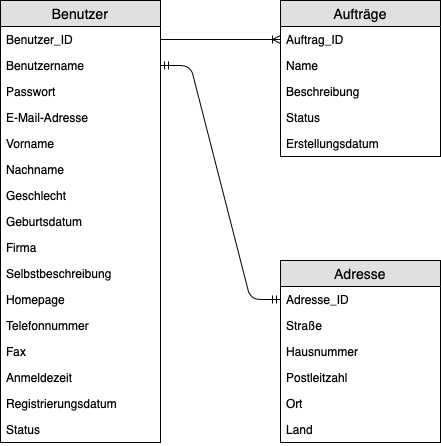 Benutzer
Benutzer_ID
Benutzername
Passwort
E-Mail-Adresse
Vorname
Nachname
Geschlecht
Geburtsdatum
Firma
Selbstbeschreibung
Homepage
Telefonnummer
Fax
Anmeldezeit
Registrierungsdatum
Status
Aufträge
Auftrag_ID
Name
Beschreibung
Status
Erstellungsdatum
Adresse
Adresse_ID
Straße
Hausnummer
Postleitzahl
Ort
Land